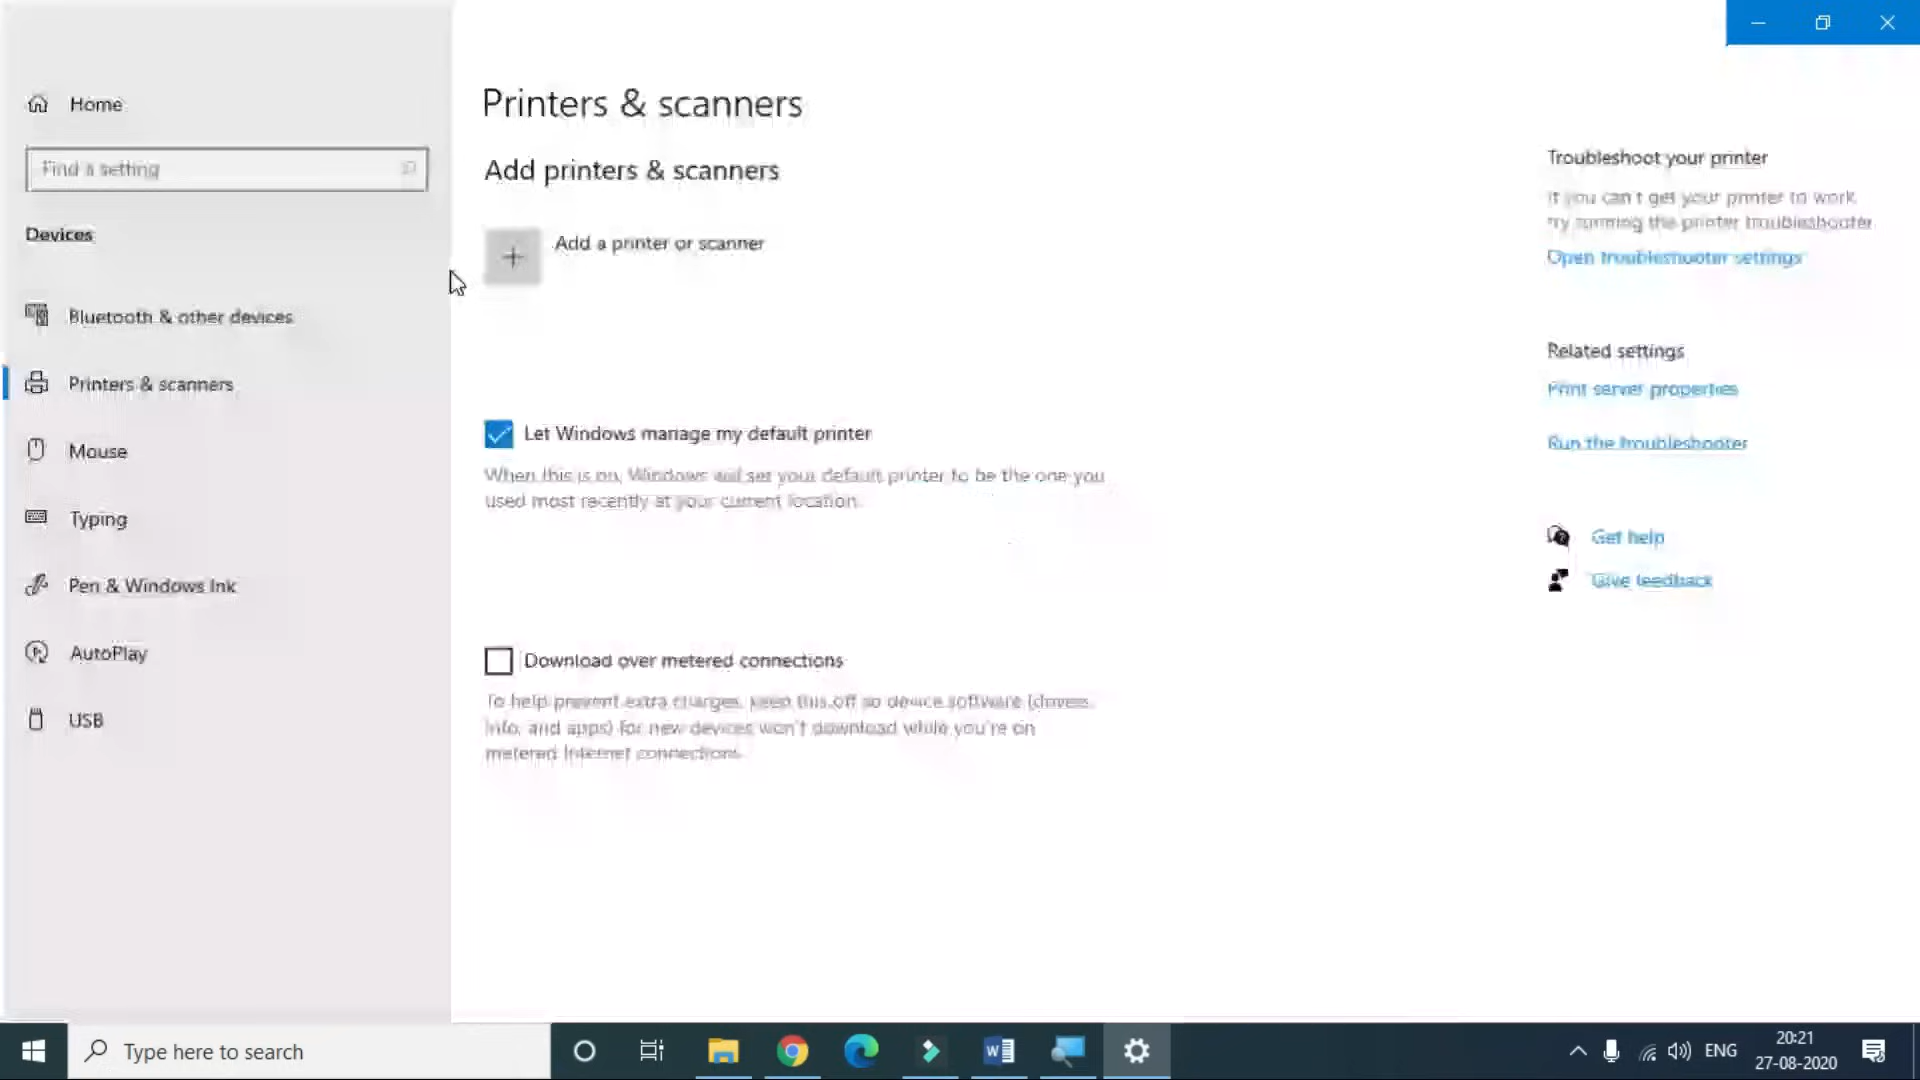 Home
Find a setting
Devices
Bluetooth & other devices
Printers & scanners
Mouse
Typing
Pen & Windows Ink
AutoPlay
USB
Printers & scanners
Add printers & scanners
Add a printer or scanner
Let Windows manage my default printer
When this is on, Windows will set your default printer to be the one you
used most recently at your current location.
Download over metered connections
To help prevent extra charges, keep this off so device software (drivers,
info, and apps) for new devices won't download while you're on
metered Internet connections.
Troubleshoot your printer
If you can't get your printer to work,
try running the printer troubleshooter.
Open troubleshooter settings
Related settings
Print server properties
Run the troubleshooter
Get help
Give feedback
Type here to search
ENG
20:21
27-08-2020